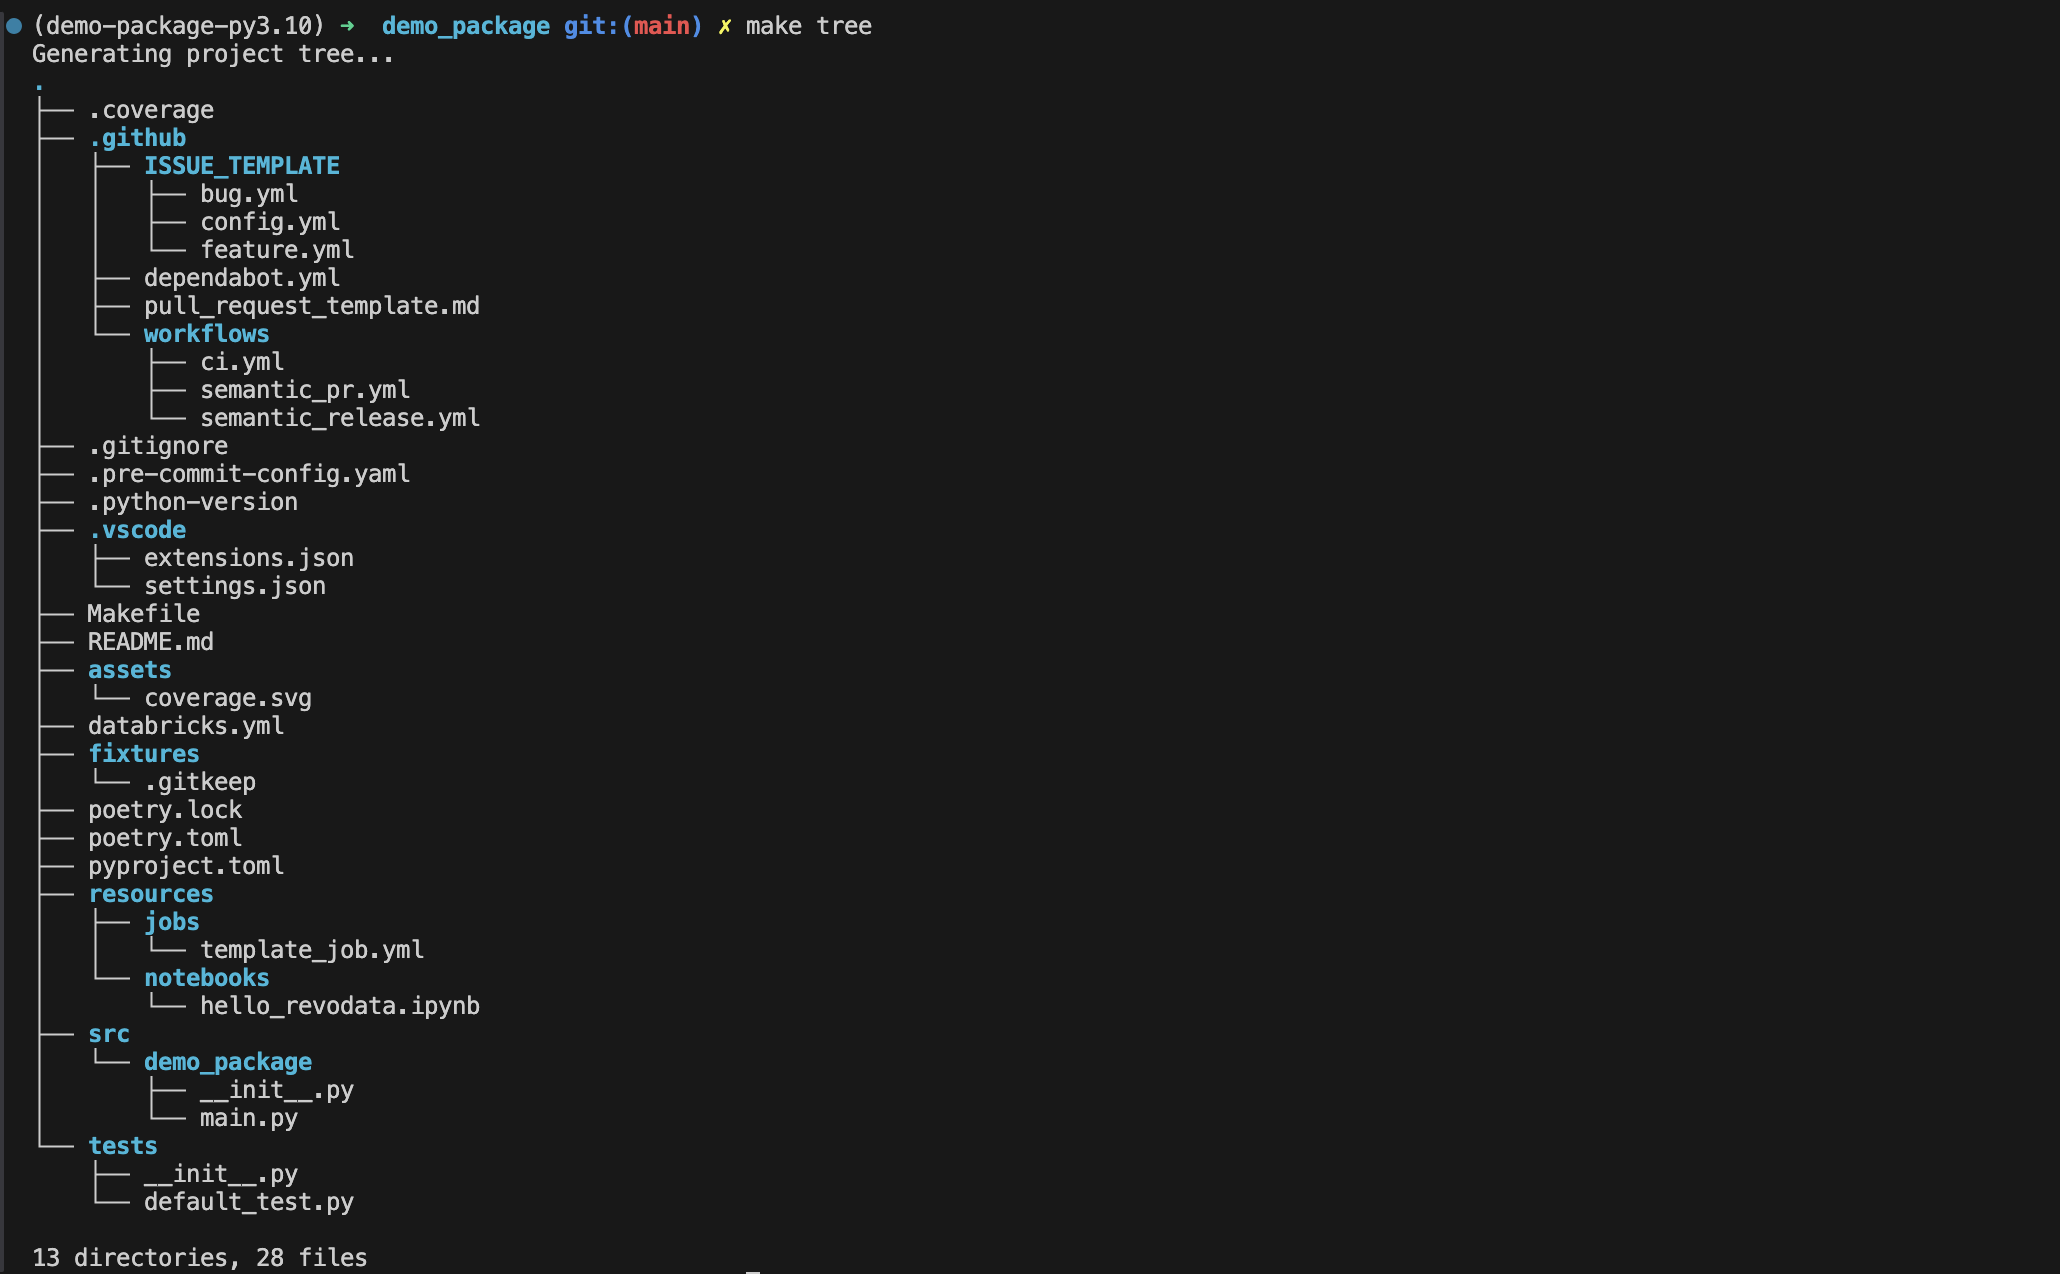 (demo-package-py3.10) ➜  demo_package git:(main) ✗ make tree
Generating project tree...
.
├── .coverage
├── .github
│   ├── ISSUE_TEMPLATE
│   │   ├── bug.yml
│   │   ├── config.yml
│   │   └── feature.yml
│   ├── dependabot.yml
│   ├── pull_request_template.md
│   └── workflows
│       ├── ci.yml
│       ├── semantic_pr.yml
│       └── semantic_release.yml
├── .gitignore
├── .pre-commit-config.yaml
├── .python-version
├── .vscode
│   ├── extensions.json
│   └── settings.json
├── Makefile
├── README.md
├── assets
│   └── coverage.svg
├── databricks.yml
├── fixtures
│   └── .gitkeep
├── poetry.lock
├── poetry.toml
├── pyproject.toml
├── resources
│   ├── jobs
│   │   └── template_job.yml
│   └── notebooks
│       └── hello_revodata.ipynb
├── src
│   └── demo_package
│       ├── __init__.py
│       └── main.py
└── tests
    ├── __init__.py
    └── default_test.py
13 directories, 28 files